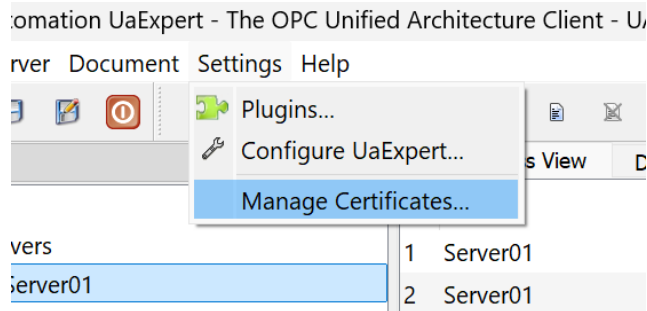 omation UaExpert - The OPC Unified Architecture Client - U
rver Document Settings Help
Plugins...
Configure UaExpert...
s View D
Manage Certificates...
vers
1 Server01
Server01
2 Server01